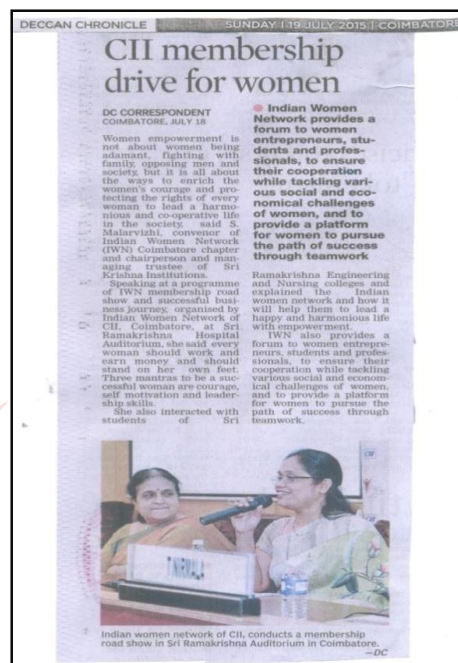 DECCAN CHRONICLE
SUNDAY | 19 JULY 2015 | COIMBATORE
CII membership
drive for women
DC CORRESPONDENT
COIMBATORE, JULY 18
Women empowerment is
not about women being
adamant, fighting with
family, opposing men and
society, but it is all about
the ways to enrich the
women's courage and pro-
tecting the rights of every
woman to lead a harmo-
nious and co-operative life
in the society, said S.
Malarvizhi, convenor of
Indian Women Network
(IWN) Coimbatore chapter
and chairperson and man-
aging trustee of Sri
Krishna Institutions.
Speaking at a programme
of IWN membership road
show and successful busi-
ness journey, organised by
Indian Women Network of
CII, Coimbatore, at Sri
Ramakrishna Hospital
Auditorium, she said every
woman should work and
earn money and should
stand on her own feet.
Three mantras to be a suc-
cessful woman are courage,
self motivation and leader-
ship skills.
She also interacted with
students of Sri
Indian Women
Network provides a
forum to women
entrepreneurs, stu-
dents and profes-
sionals, to ensure
their cooperation
while tackling vari-
ous social and eco-
nomical challenges
of women, and to
provide a platform
for women to pursue
the path of success
through teamwork
Ramakrishna Engineering
and Nursing colleges and
explained the Indian
women network and how it
will help them to lead a
happy and harmonious life
with empowerment.
IWN also provides a
forum to women entrepre-
neurs, students and profes-
sionals, to ensure their
cooperation while tackling
various social and econom-
ical challenges of women,
and to provide a platform
for women to pursue the
path of success through
teamwork.
T NIRMALA
Indian women network of CII, conducts a membership
road show in Sri Ramakrishna Auditorium in Coimbatore.
—DC